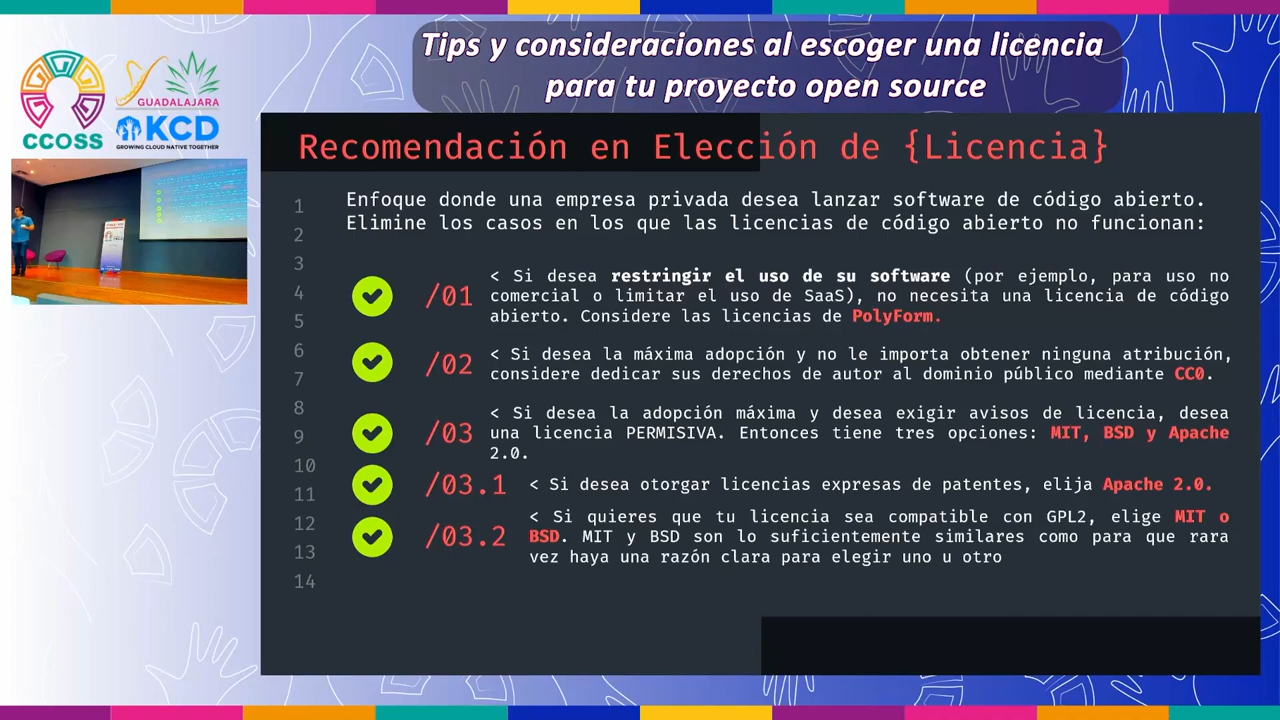 Tips y consideraciones al escoger una licencia
para tu proyecto open source
CCOSS
GUADALAJARA
KCD
GROWING CLOUD NATIVE TOGETHER
Recomendación en Elección de {Licencia}
1
2
3
4
5
6
7
8
9
10
11
12
13
14
Enfoque donde una empresa privada desea lanzar software de código abierto.
Elimine los casos en los que las licencias de código abierto no funcionan:
/01
< Si desea restringir el uso de su software (por ejemplo, para uso no
comercial o limitar el uso de SaaS), no necesita una licencia de código
abierto. Considere las licencias de PolyForm.
/02
< Si desea la máxima adopción y no le importa obtener ninguna atribución,
considere dedicar sus derechos de autor al dominio público mediante CC0.
/03
< Si desea la adopción máxima y desea exigir avisos de licencia, desea
una licencia PERMISIVA. Entonces tiene tres opciones: MIT, BSD y Apache
2.0.
/03.1
< Si desea otorgar licencias expresas de patentes, elija Apache 2.0.
/03.2
< Si quieres que tu licencia sea compatible con GPL2, elige MIT o
BSD. MIT y BSD son lo suficientemente similares como para que rara
vez haya una razón clara para elegir uno u otro